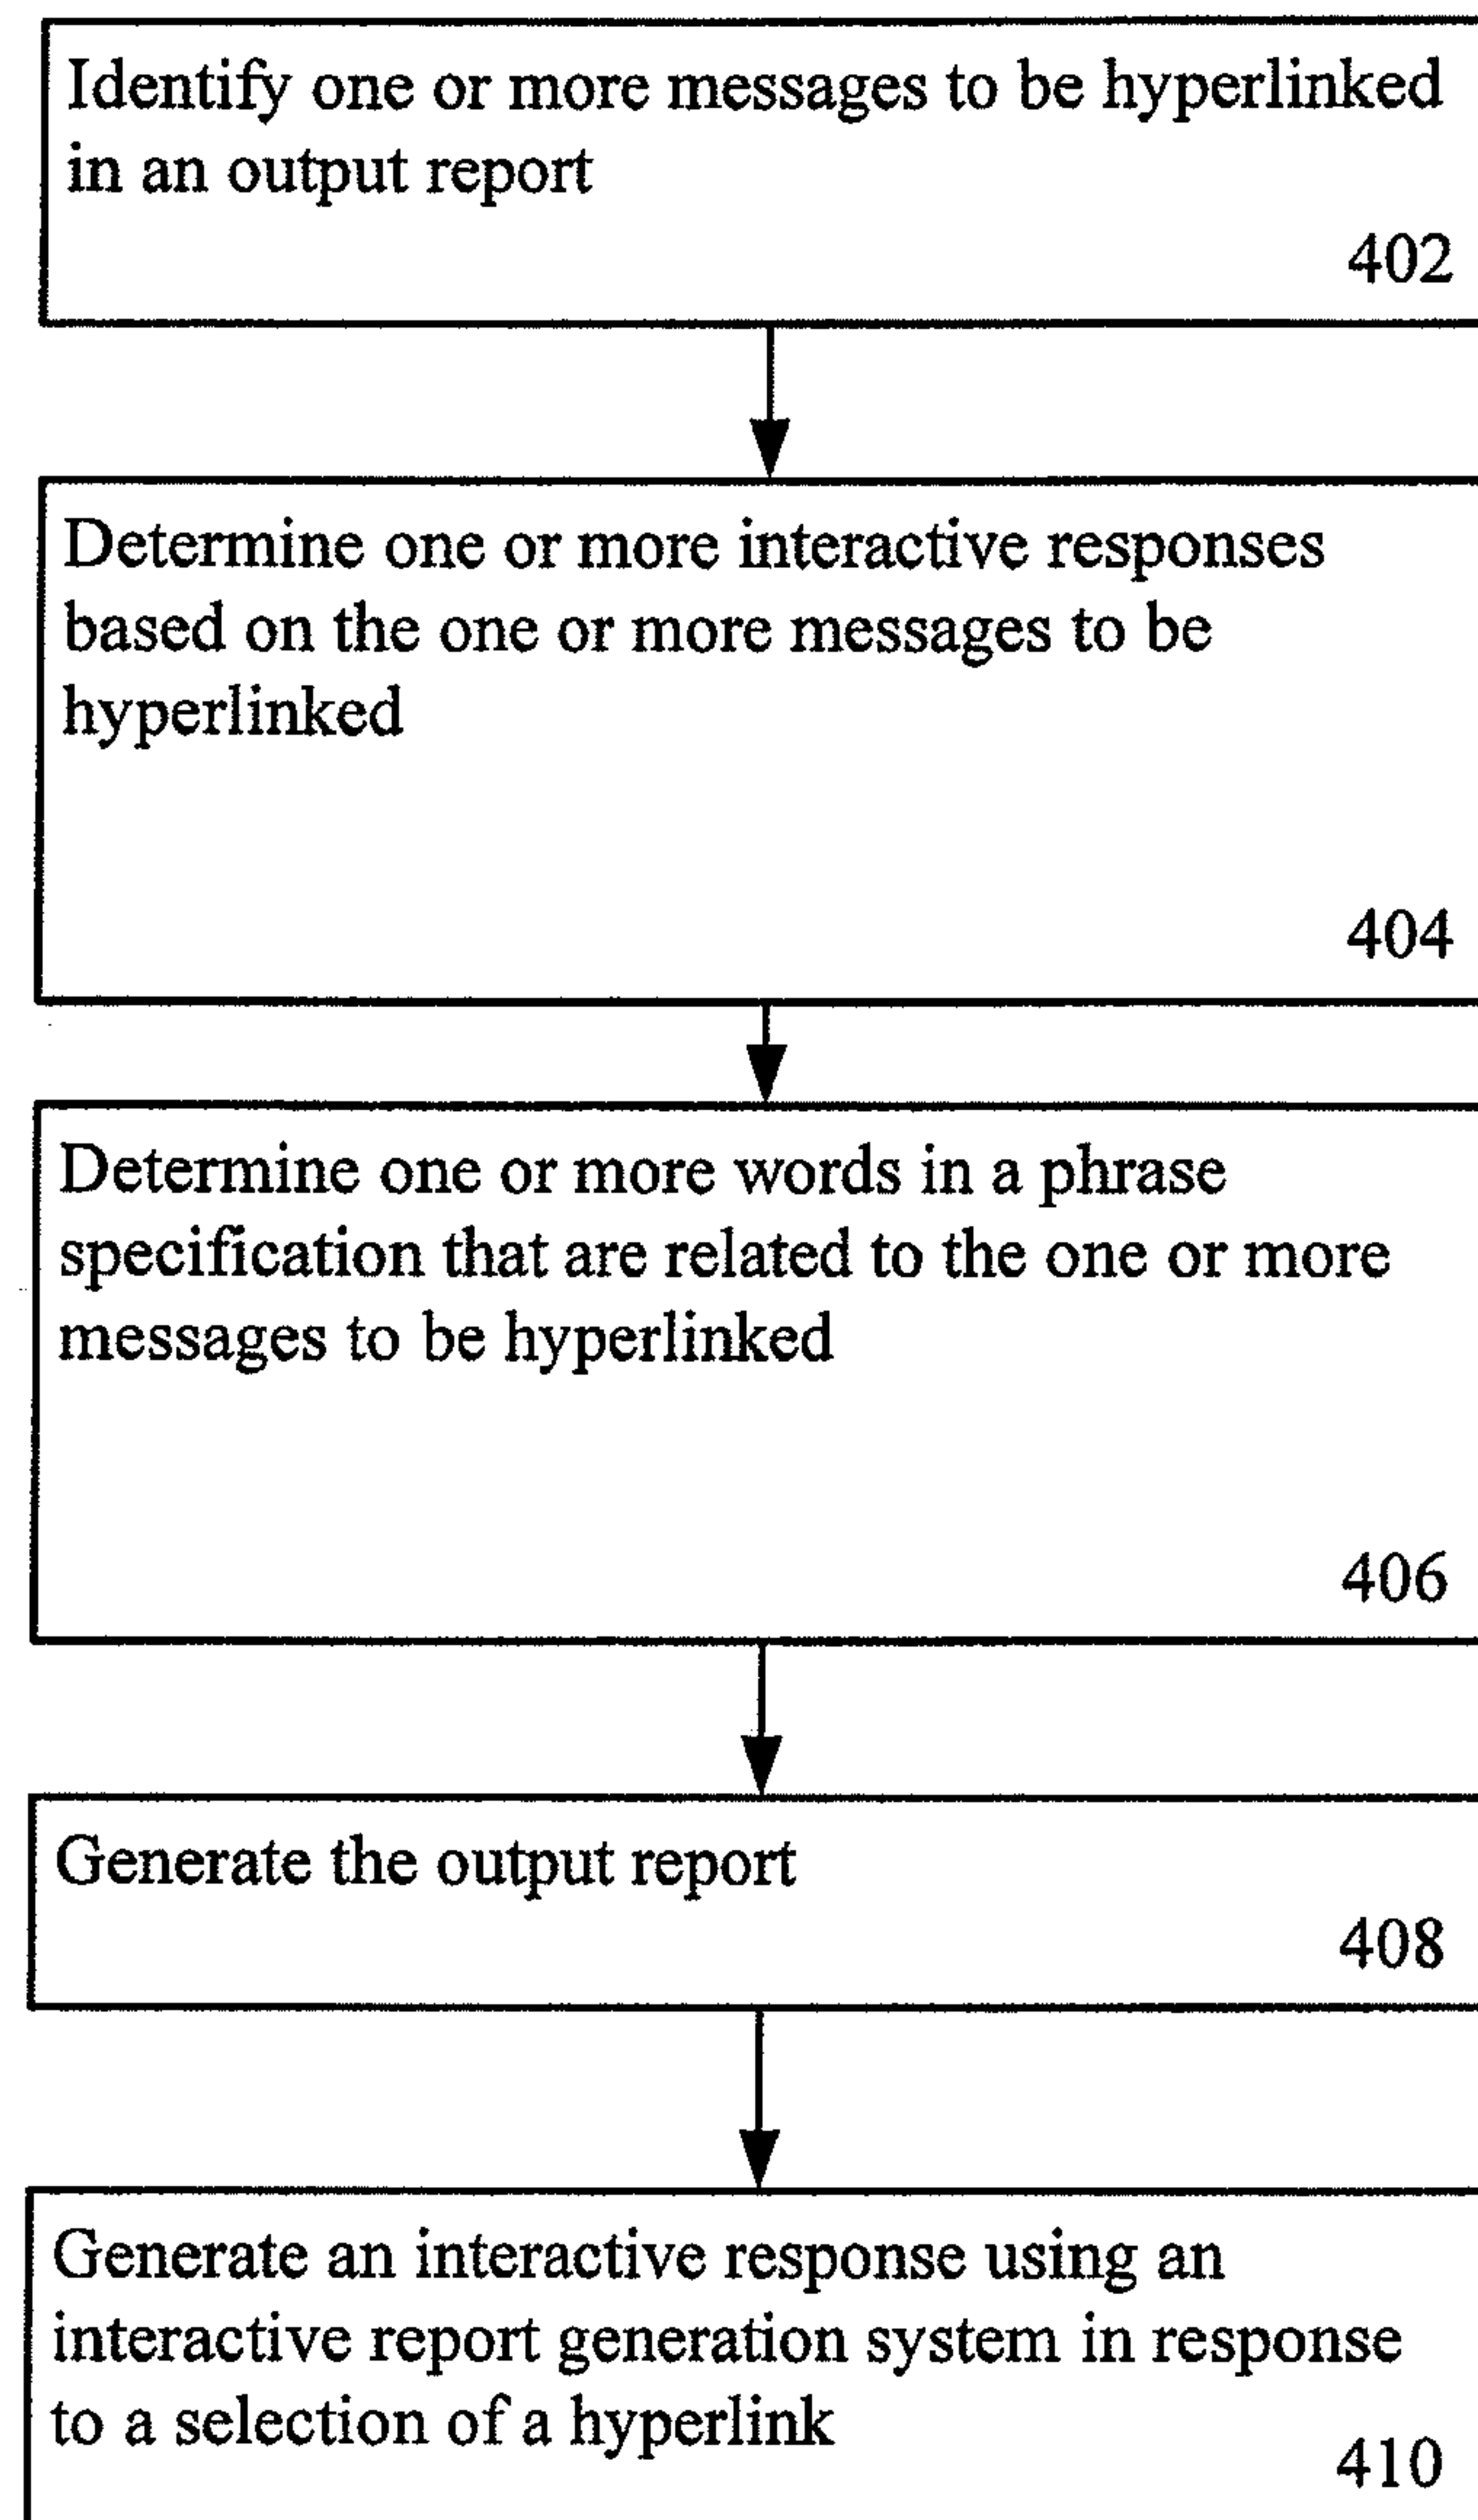 Identify one or more messages to be hyperlinked
in an output report
402
Determine one or more interactive responses
based on the one or more messages to be
hyperlinked
404
Determine one or more words in a phrase
specification that are related to the one or more
messages to be hyperlinked
406
Generate the output report
408
Generate an interactive response using an
interactive report generation system in response
to a selection of a hyperlink
410